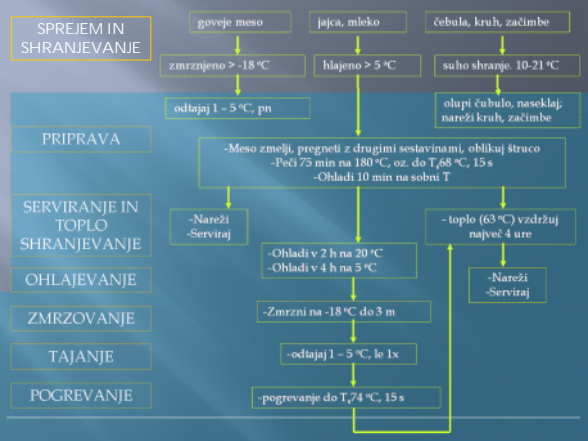 SPREJEM IN
SHRANJEVANJE
goveje meso
jajca, mleko
čebula, kruh, začimbe
zmrznjeno > -18 ºC
hlajeno > 5 ºC
suho shranje. 10-21 ºC
odtajaj 1 – 5 ºC, pn
olupi čubulo, naseklaj;
nareži kruh, začimbe
PRIPRAVA
-Meso zmelji, pregneti z drugimi sestavinami, oblikuj štruco
-Peči 75 min na 180 ºC, oz. do Ts68 ºC, 15 s
-Ohladi 10 min na sobni T
SERVIRANJE IN
TOPLO
SHRANJEVANJE
-Nareži
-Serviraj
- toplo (63 ºC) vzdržuj
največ 4 ure
-Ohladi v 2 h na 20 ºC
-Ohladi v 4 h na 5 ºC
OHLAJEVANJE
-Nareži
-Serviraj
ZMRZOVANJE
-Zmrzni na -18 ºC do 3 m
TAJANJE
-odtajaj 1 – 5 ºC, le 1x
POGREVANJE
-pogrevanje do Ts74 ºC, 15 s